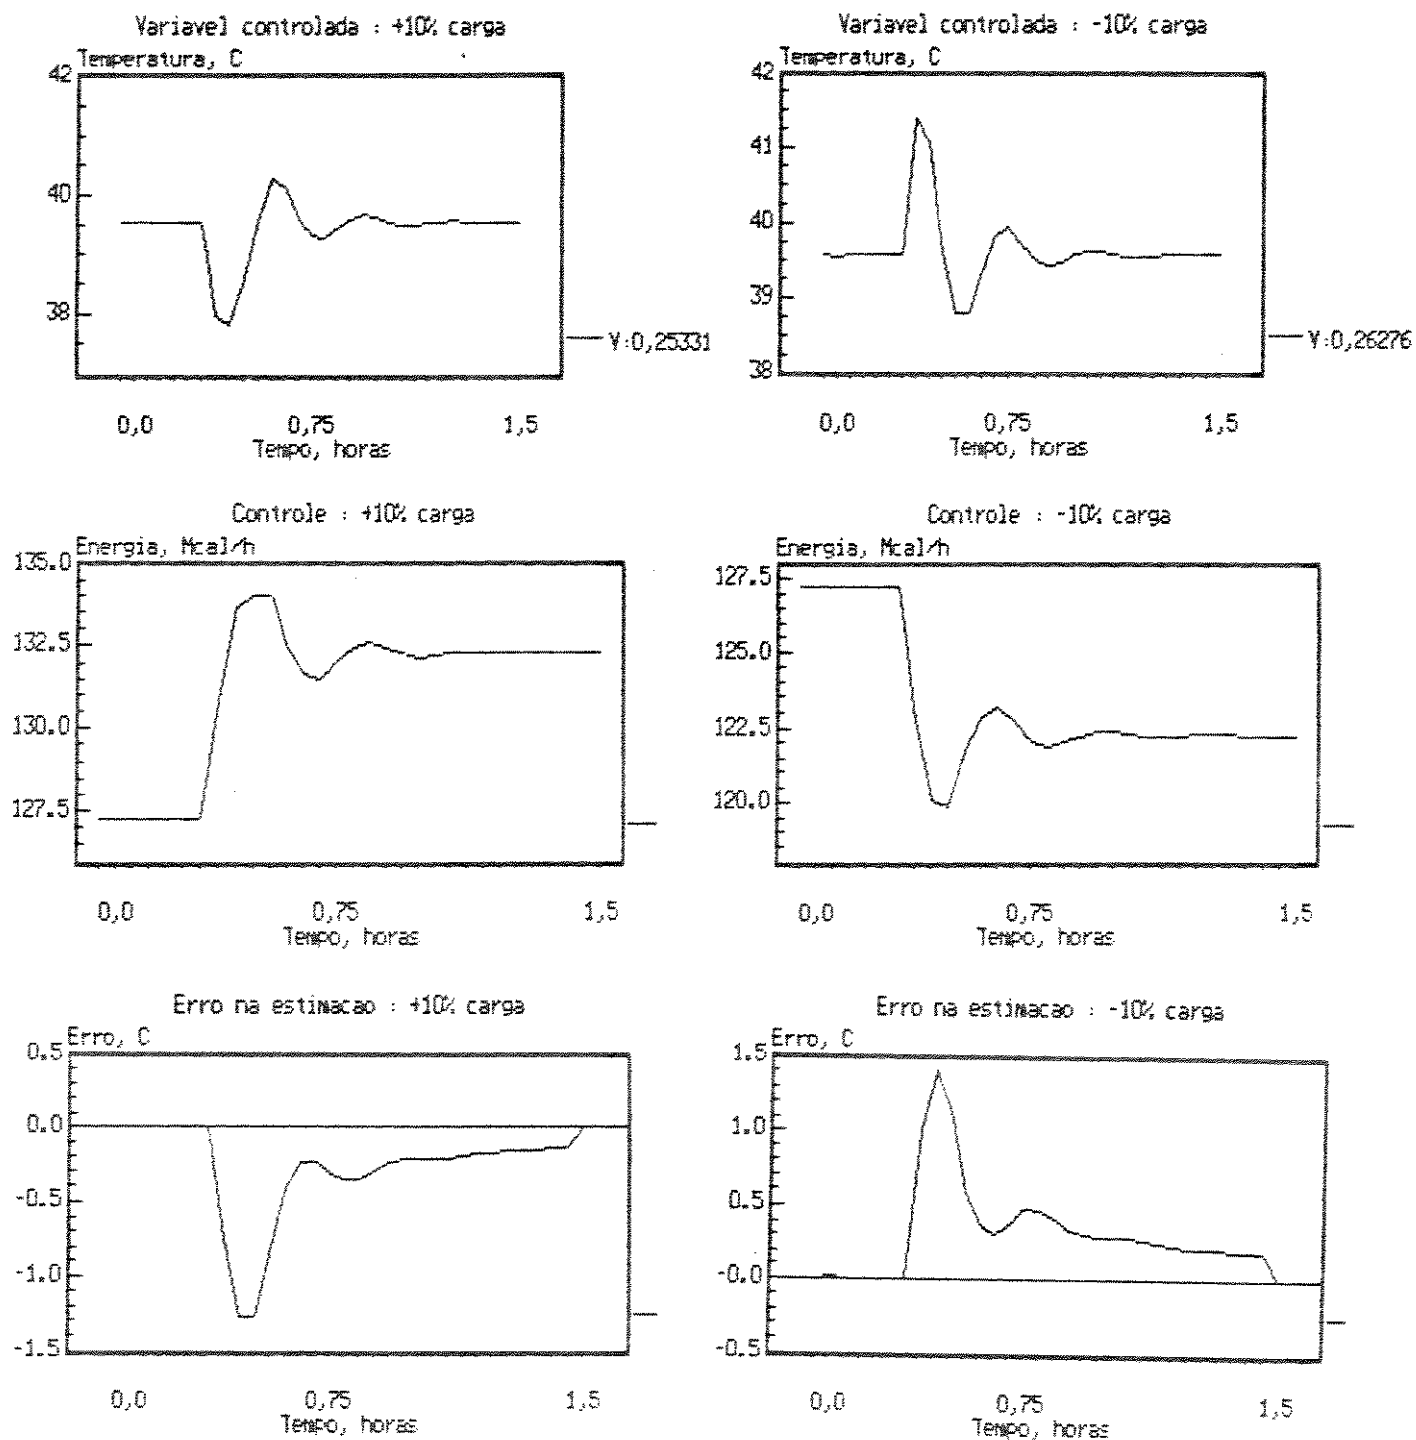 Variavel controlada : +10% carga
Temperatura, C
42
40
38
V:0,25331
0,0 0,75 1,5
Tempo, horas
Variavel controlada : -10% carga
Temperatura, C
42
41
40
39
38
V:0,26276
0,0 0,75 1,5
Tempo, horas
Controle : +10% carga
Energia, Mcal/h
135.0
132.5
130.0
127.5
0,0 0,75 1,5
Tempo, horas
Controle : -10% carga
Energia, Mcal/h
127.5
125.0
122.5
120.0
0,0 0,75 1,5
Tempo, horas
Erro na estimacao : +10% carga
Erro, C
0.5
0.0
-0.5
-1.0
-1.5
0,0 0,75 1,5
Tempo, horas
Erro na estimacao : -10% carga
Erro, C
1.5
1.0
0.5
-0.0
-0.5
0,0 0,75 1,5
Tempo, horas